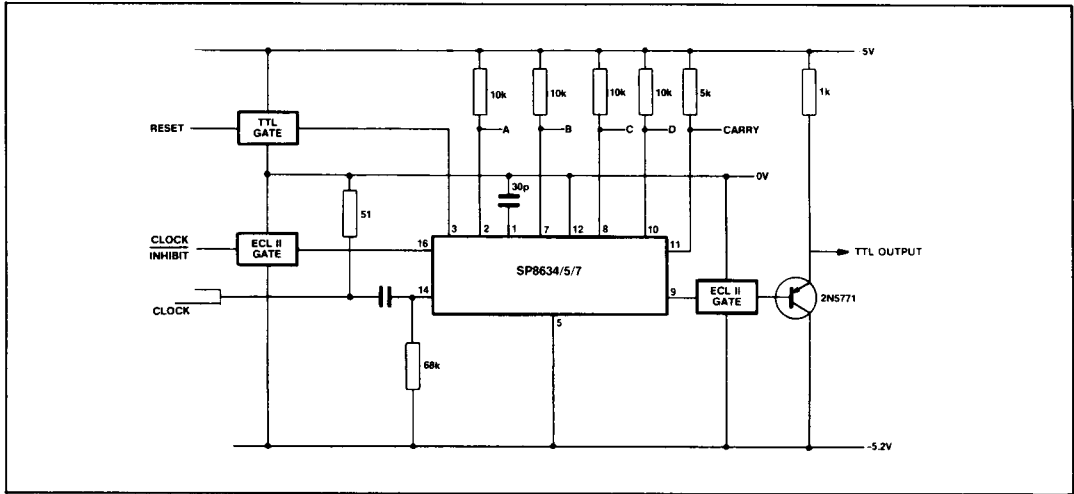 5V
10k
10k
10k
10k
5k
1k
RESET
TTL
GATE
A
B
C
D
CARRY
0V
30p
51
CLOCK
INHIBIT
ECL II
GATE
3
2
1
7
12
8
10
16
11
SP8634/5/7
TTL OUTPUT
14
9
ECL II
GATE
2N5771
CLOCK
5
68k
-5.2V